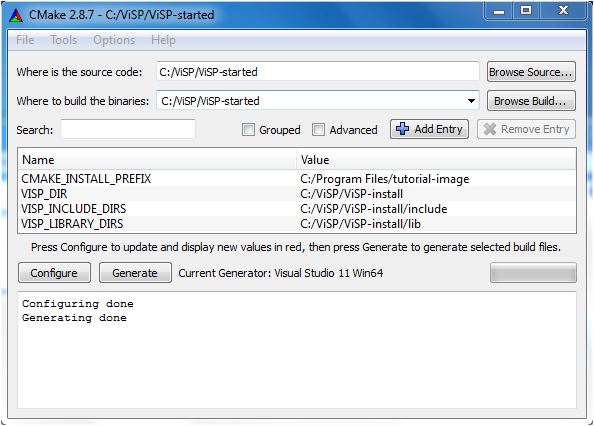 CMake 2.8.7 - C:/ViSP/ViSP-started
File Tools Options Help
Where is the source code: C:/ViSP/ViSP-started Browse Source...
Where to build the binaries: C:/ViSP/ViSP-started Browse Build...
Search: Grouped Advanced Add Entry Remove Entry
Name Value
CMAKE_INSTALL_PREFIX C:/Program Files/tutorial-image
VISP_DIR C:/ViSP/ViSP-install
VISP_INCLUDE_DIRS C:/ViSP/ViSP-install/include
VISP_LIBRARY_DIRS C:/ViSP/ViSP-install/lib
Press Configure to update and display new values in red, then press Generate to generate selected build files.
Configure Generate Current Generator: Visual Studio 11 Win64
Configuring done
Generating done